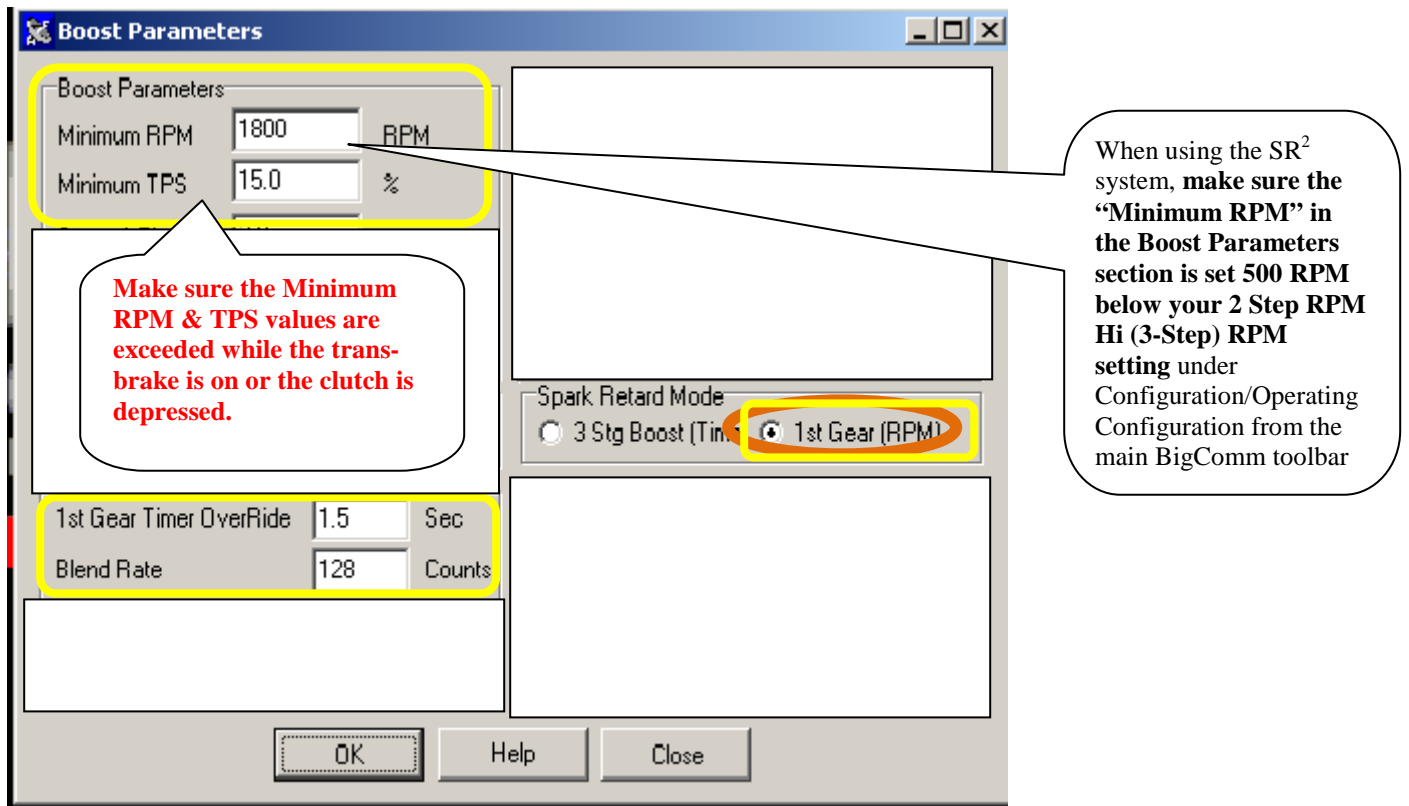 Boost Parameters
Boost Parameters
Minimum RPM 1800 RPM
Minimum TPS 15.0 %
Make sure the Minimum
RPM & TPS values are
exceeded while the trans-
brake is on or the clutch is
depressed.
1st Gear Timer OverRide 1.5 Sec
Blend Rate 128 Counts
Spark Retard Mode
3 Stg Boost (Tim 1st Gear (RPM)
OK Help Close
When using the SR²
system, make sure the
“Minimum RPM” in
the Boost Parameters
section is set 500 RPM
below your 2 Step RPM
Hi (3-Step) RPM
setting under
Configuration/Operating
Configuration from the
main BigComm toolbar